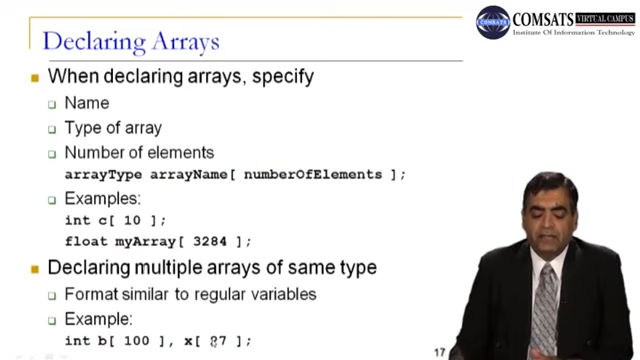 COMSATS VIRTUAL CAMPUS
COMSATS
Institute Of Information Technology
Declaring Arrays
When declaring arrays, specify
Name
Type of array
Number of elements
arrayType arrayName[ numberOfElements ];
Examples:
int c[ 10 ];
float myArray[ 3284 ];
Declaring multiple arrays of same type
Format similar to regular variables
Example:
int b[ 100 ], x[ 27 ];
17